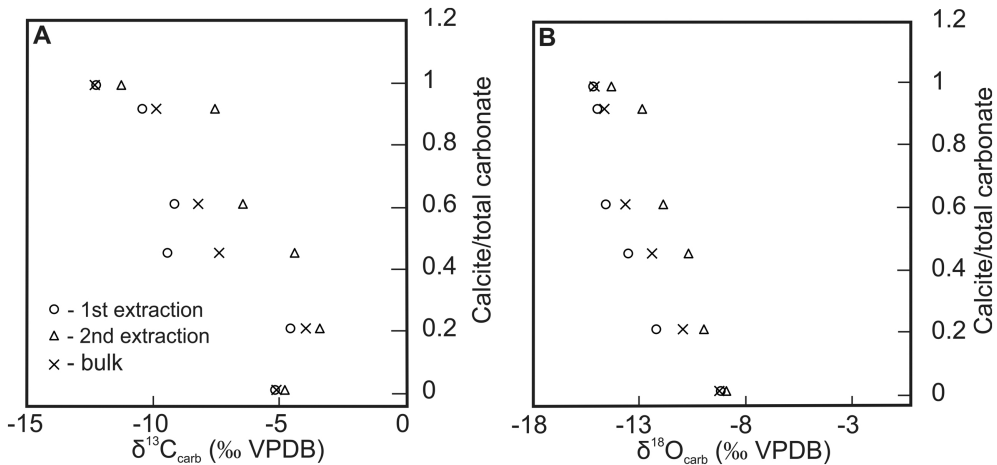 A
1.2
1
0.8
0.6
0.4
0.2
0
Calcite/total carbonate
- 1st extraction
- 2nd extraction
- bulk
-15
-10
-5
0
δ¹³Ccarb (‰ VPDB)
B
1.2
1
0.8
0.6
0.4
0.2
0
Calcite/total carbonate
-18
-13
-8
-3
δ¹⁸Ocarb (‰ VPDB)